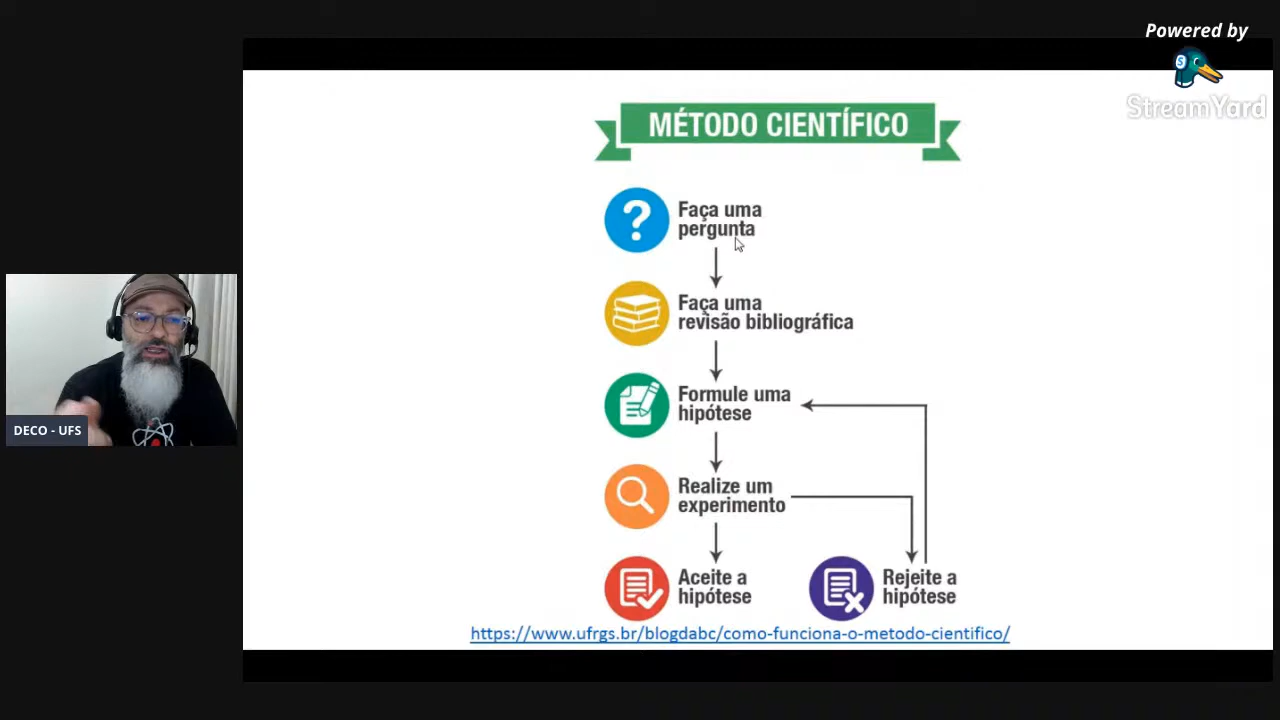 Powered by
StreamYard
MÉTODO CIENTÍFICO
?
Faça uma
pergunta
Faça uma
revisão bibliográfica
Formule uma
hipótese
Realize um
experimento
Aceite a
hipótese
Rejeite a
hipótese
https://www.ufrgs.br/blogdabc/como-funciona-o-metodo-cientifico/
DECO - UFS